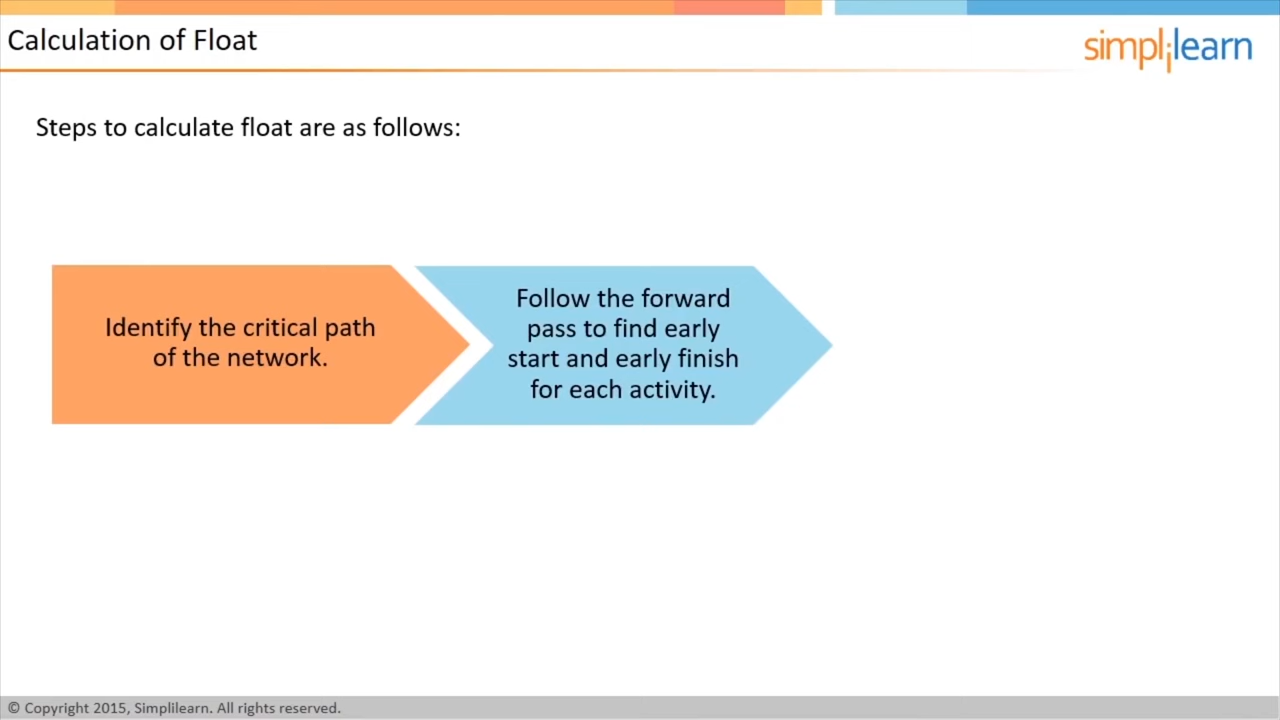 Calculation of Float
simplilearn
Steps to calculate float are as follows:
Identify the critical path
of the network.
Follow the forward
pass to find early
start and early finish
for each activity.
© Copyright 2015, Simplilearn. All rights reserved.